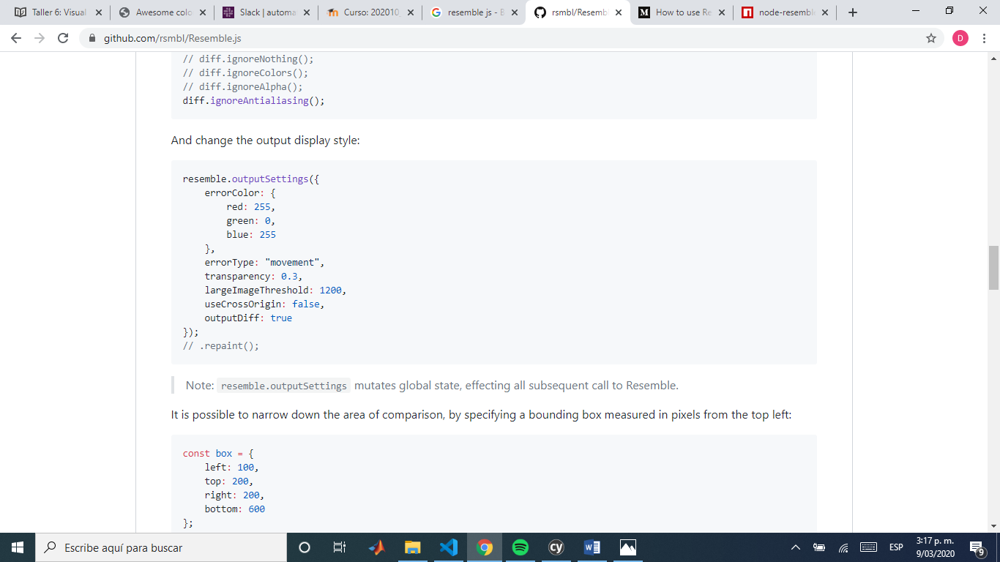 Taller 6: Visual
Awesome colo
Slack | automa
Curso: 202010_
resemble js - B
rsmbl/Resembl
How to use Re
node-resemble
github.com/rsmbl/Resemble.js
D
// diff.ignoreNothing();
// diff.ignoreColors();
// diff.ignoreAlpha();
diff.ignoreAntialiasing();
And change the output display style:
resemble.outputSettings({
    errorColor: {
        red: 255,
        green: 0,
        blue: 255
    },
    errorType: "movement",
    transparency: 0.3,
    largeImageThreshold: 1200,
    useCrossOrigin: false,
    outputDiff: true
});
// .repaint();
Note: resemble.outputSettings mutates global state, effecting all subsequent call to Resemble.
It is possible to narrow down the area of comparison, by specifying a bounding box measured in pixels from the top left:
const box = {
    left: 100,
    top: 200,
    right: 200,
    bottom: 600
};
Escribe aquí para buscar
cy
ESP
3:17 p. m.
9/03/2020
9